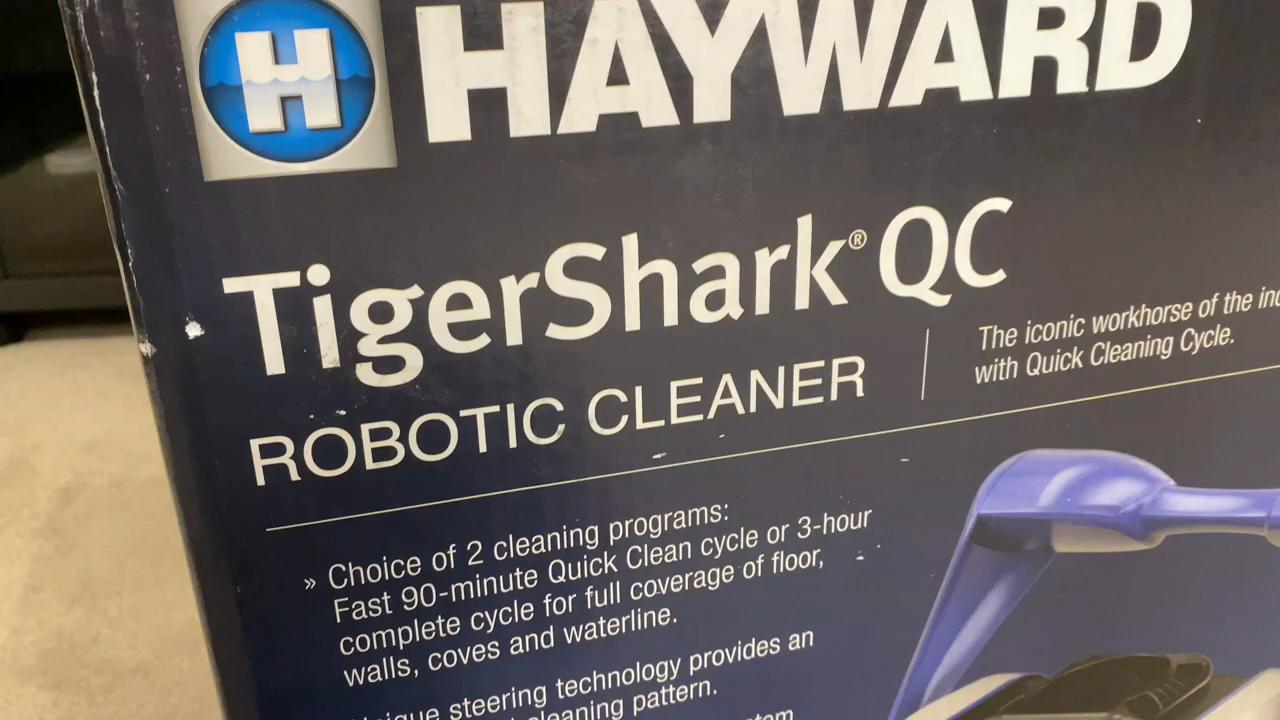 H
HAYWARD
TigerShark® QC
ROBOTIC CLEANER
The iconic workhorse of the
with Quick Cleaning Cycle.
» Choice of 2 cleaning programs:
Fast 90-minute Quick Clean cycle or 3-hour
complete cycle for full coverage of floor,
walls, coves and waterline.
steering technology provides an
cleaning pattern.